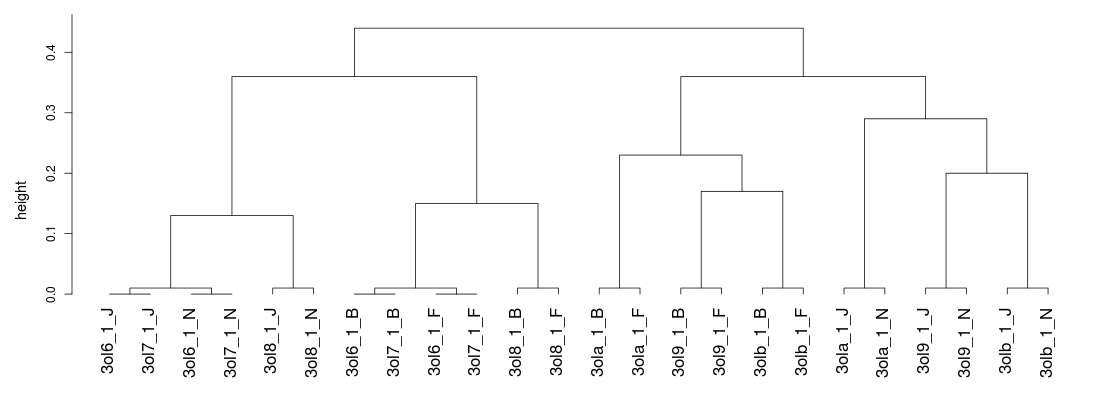 height
0.4
0.3
0.2
0.1
0.0
3ol6_1_J
3ol7_1_J
3ol6_1_N
3ol7_1_N
3ol8_1_J
3ol8_1_N
3ol6_1_B
3ol7_1_B
3ol6_1_F
3ol7_1_F
3ol8_1_B
3ol8_1_F
3ola_1_B
3ola_1_F
3ol9_1_B
3ol9_1_F
3olb_1_B
3olb_1_F
3ola_1_J
3ola_1_N
3ol9_1_J
3ol9_1_N
3olb_1_J
3olb_1_N